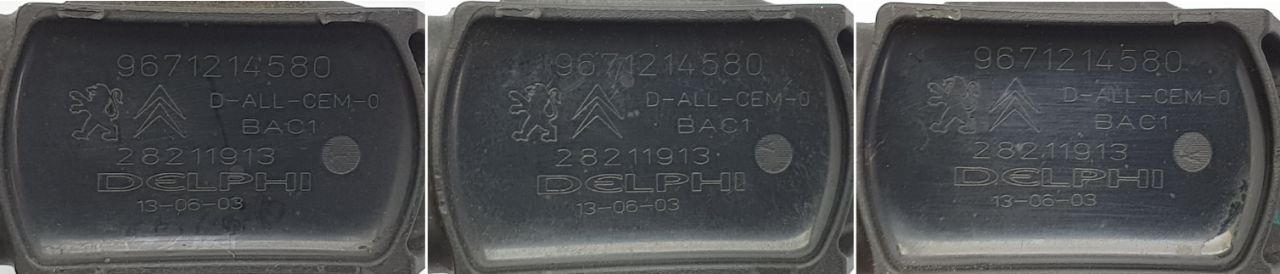 9671214580
D-ALL-CEM-0
BAC1
28211913
DELPHI
13-06-03
9671214580
D-ALL-CEM-0
BAC1
28211913
DELPHI
13-06-03
9671214580
D-ALL-CEM-0
BAC1
28211913
DELPHI
13-06-03